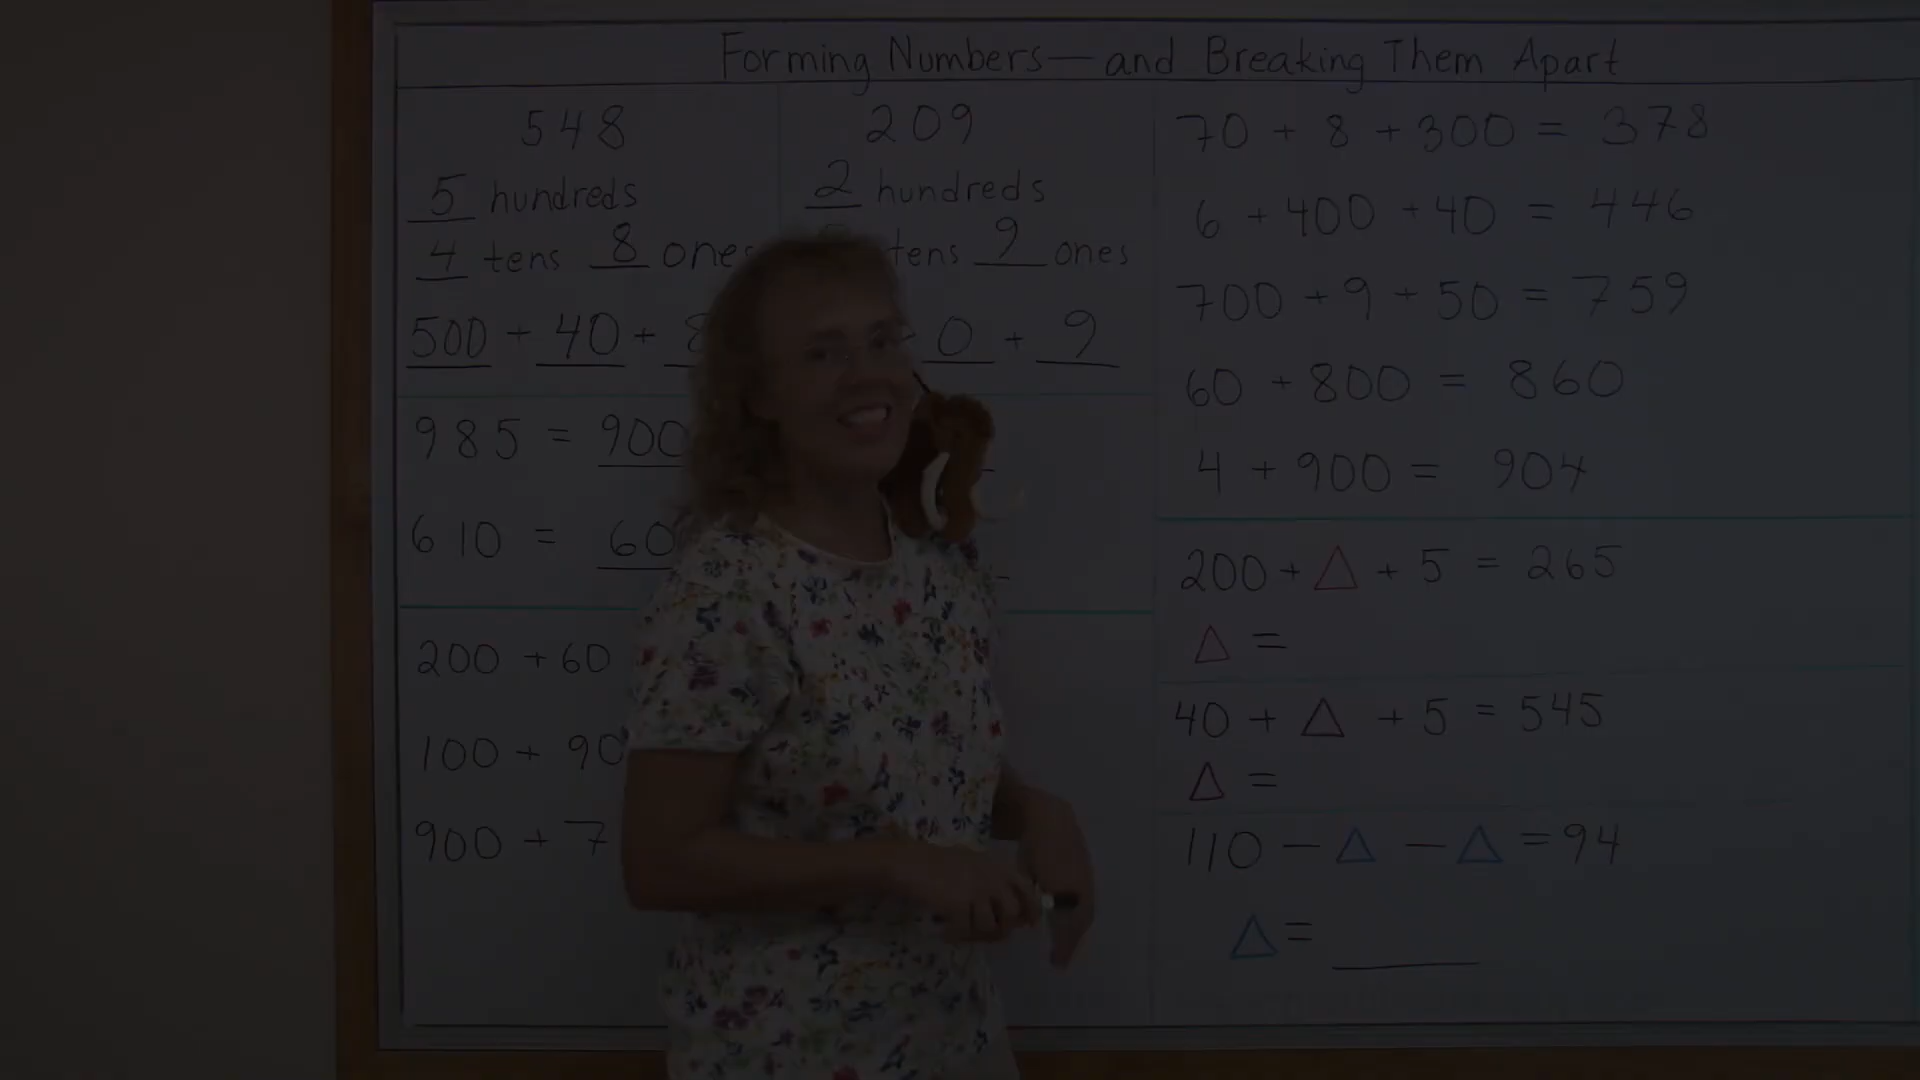 Forming Numbers—and Breaking Them Apart
548
5 hundreds
4 tens 8 ones
500 + 40 + 8
985 = 900
610 = 60
200 + 60
100 + 90
900 + 7
209
2 hundreds
tens 9 ones
0 + 9
70 + 8 + 300 = 378
6 + 400 + 40 = 446
700 + 9 + 50 = 759
60 + 800 = 860
4 + 900 = 904
200 + △ + 5 = 265
△ =
40 + △ + 5 = 545
△ =
110 — △ — △ = 94
△ =